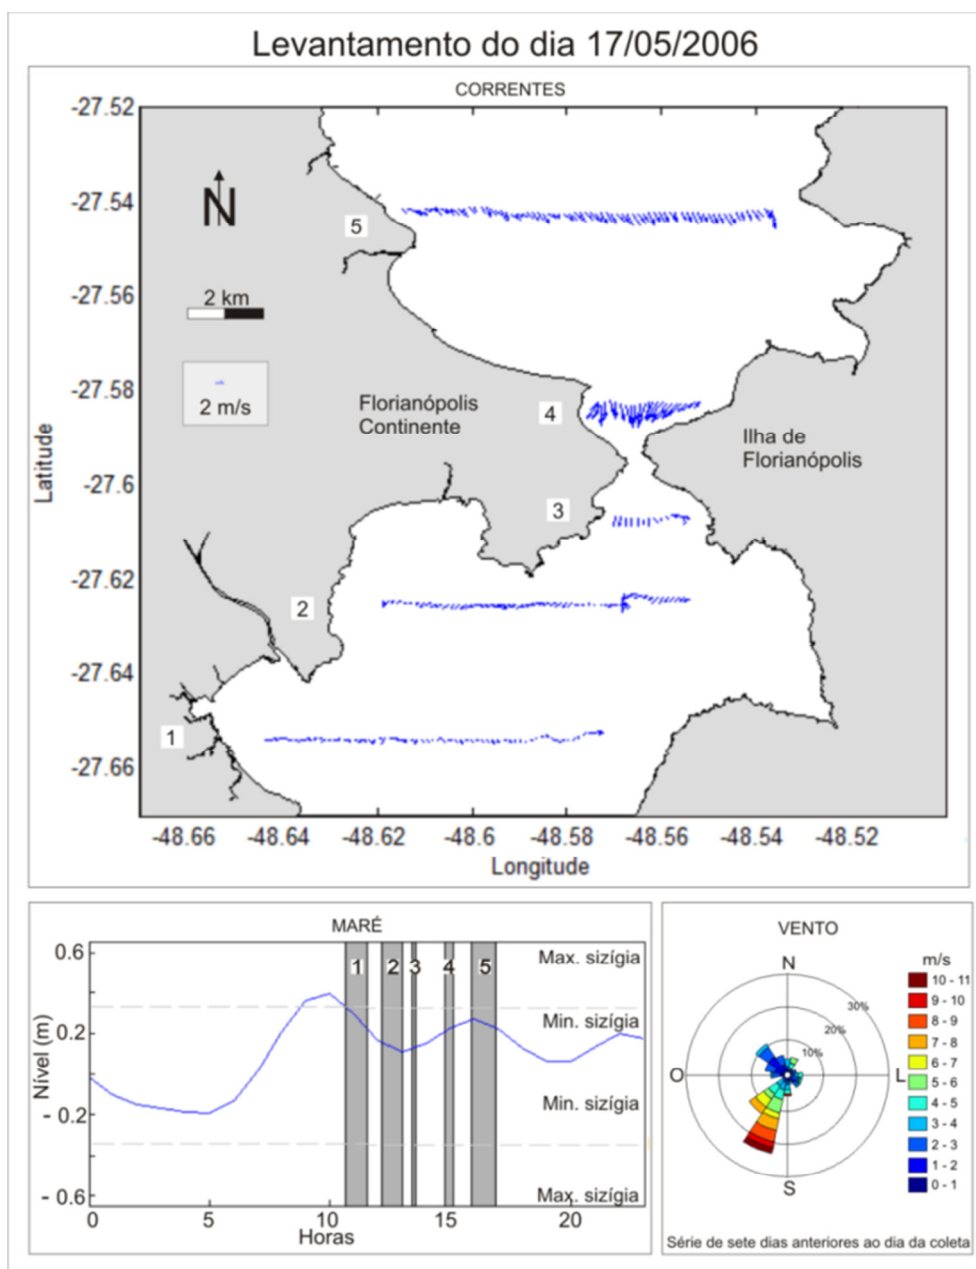 Levantamento do dia 17/05/2006
CORRENTES
-27.52
-27.54
-27.56
-27.58
-27.6
-27.62
-27.64
-27.66
Latitude
N
2 km
2 m/s
5
4
3
2
1
Florianópolis
Continente
Ilha de
Florianópolis
-48.66
-48.64
-48.62
-48.6
-48.58
-48.56
-48.54
-48.52
Longitude
MARÉ
0.6
0.2
- 0.2
- 0.6
Nível (m)
1
2
3
4
5
Max. sizígia
Min. sizígia
Min. sizígia
Max. sizígia
0
5
10
15
20
Horas
VENTO
N
O
L
S
10%
20%
30%
m/s
10 - 11
9 - 10
8 - 9
7 - 8
6 - 7
5 - 6
4 - 5
3 - 4
2 - 3
1 - 2
0 - 1
Série de sete dias anteriores ao dia da coleta